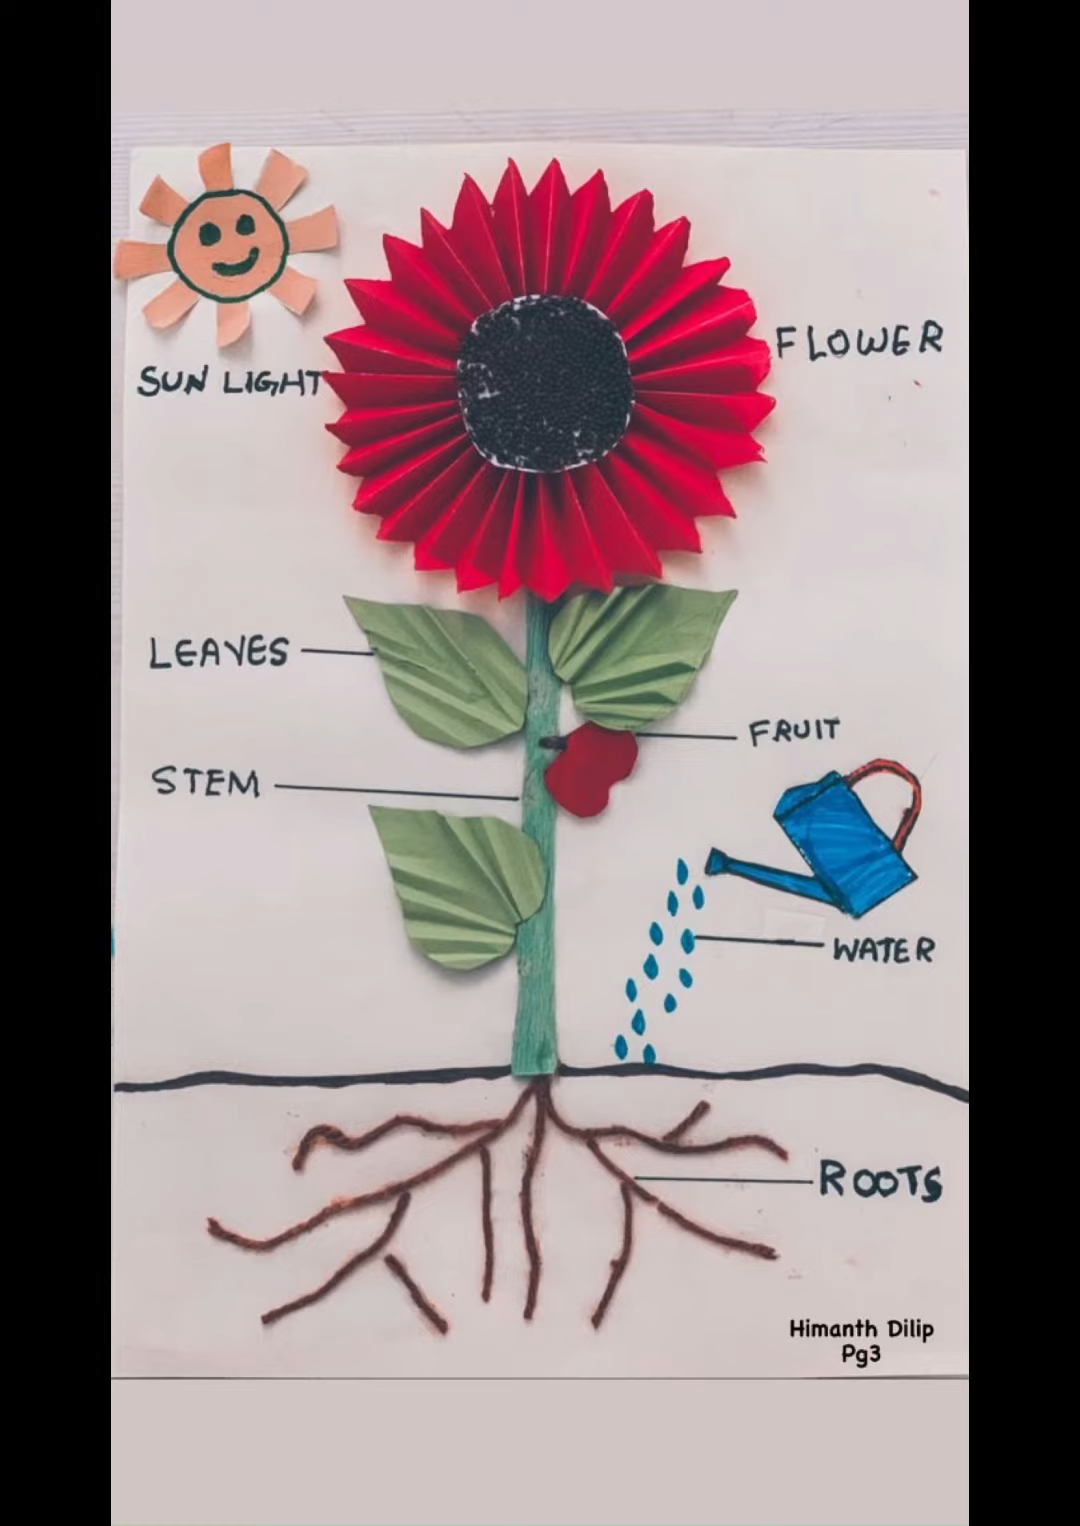 SUN LIGHT
FLOWER
LEAVES
FRUIT
STEM
WATER
ROOTS
Himanth Dilip
Pg3